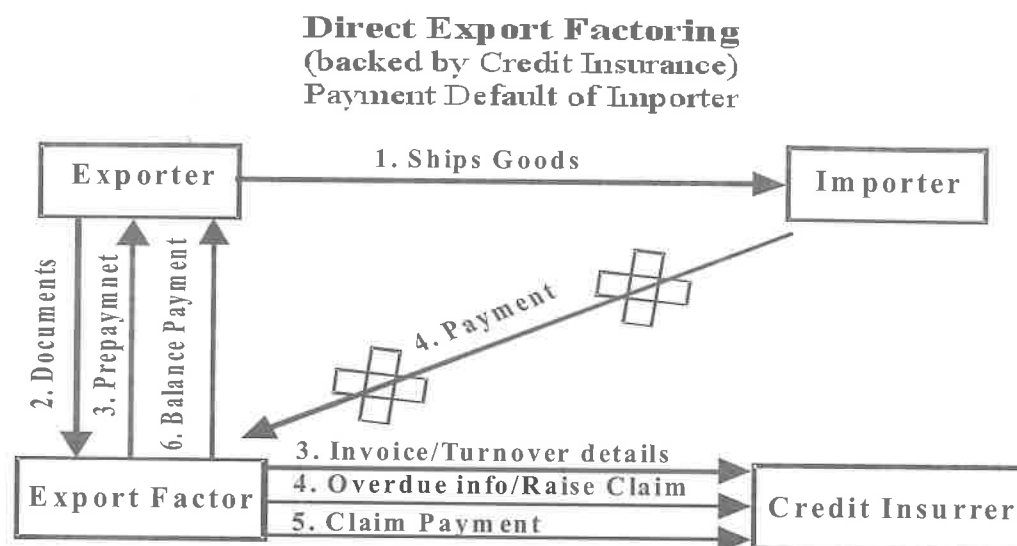 Direct Export Factoring
(backed by Credit Insurance)
Payment Default of Importer
1. Ships Goods
Exporter
Importer
2. Documents
3. Prepaymnet
6. Balance Payment
4. Payment
3. Invoice/Turnover details
4. Overdue info/Raise Claim
5. Claim Payment
Export Factor
Credit Insurrer